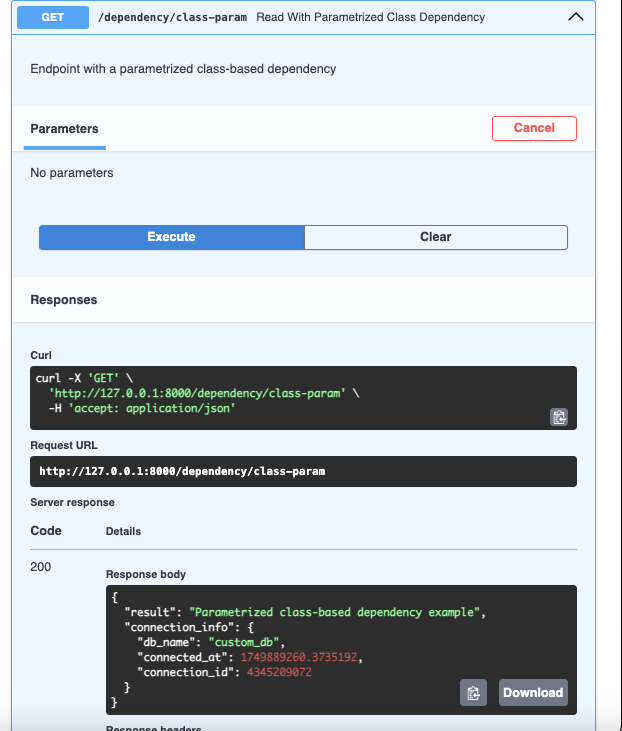 GET /dependency/class-param Read With Parametrized Class Dependency
Endpoint with a parametrized class-based dependency
Parameters
Cancel
No parameters
Execute
Clear
Responses
Curl
curl -X 'GET' \
  'http://127.0.0.1:8000/dependency/class-param' \
  -H 'accept: application/json'
Request URL
http://127.0.0.1:8000/dependency/class-param
Server response
Code Details
200
Response body
{
  "result": "Parametrized class-based dependency example",
  "connection_info": {
    "db_name": "custom_db",
    "connected_at": 1749889260.3735192,
    "connection_id": 4345209072
  }
}
Download
Response headers